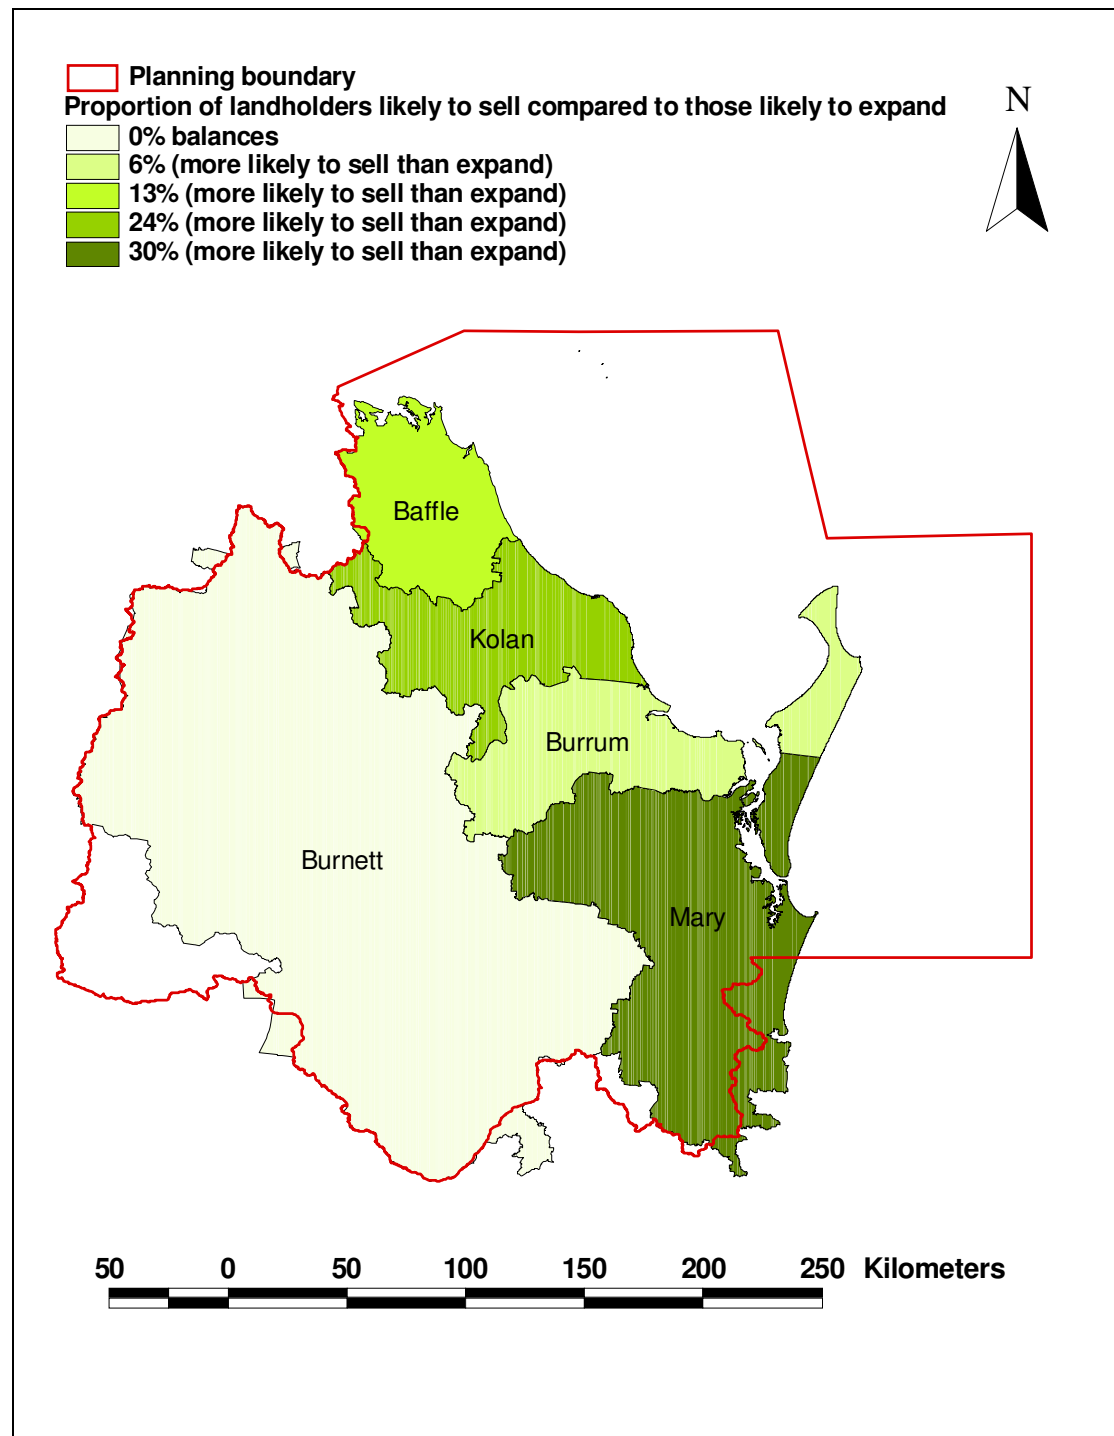 Planning boundary
Proportion of landholders likely to sell compared to those likely to expand
0% balances
6% (more likely to sell than expand)
13% (more likely to sell than expand)
24% (more likely to sell than expand)
30% (more likely to sell than expand)
N
Baffle
Kolan
Burrum
Burnett
Mary
50 0 50 100 150 200 250 Kilometers